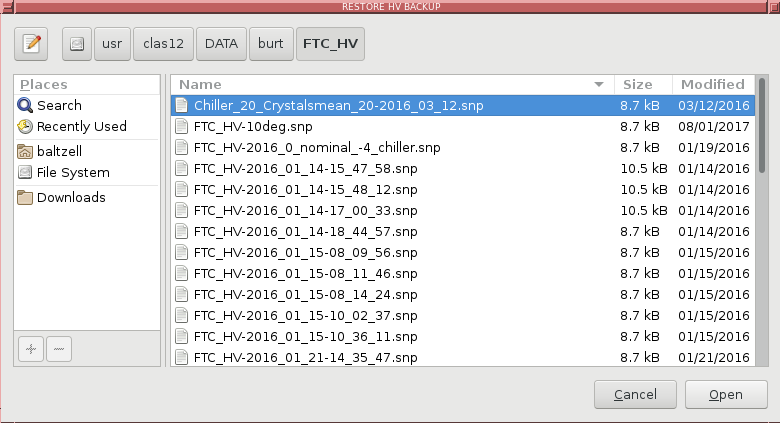 RESTORE HV BACKUP
usr clas12 DATA burt FTC_HV
Places
Search
Recently Used
baltzell
File System
Downloads
Name Size Modified
Chiller_20_Crystalsmean_20-2016_03_12.snp 8.7 kB 03/12/2016
FTC_HV-10deg.snp 8.7 kB 08/01/2017
FTC_HV-2016_0_nominal_-4_chiller.snp 8.7 kB 01/19/2016
FTC_HV-2016_01_14-15_47_58.snp 10.5 kB 01/14/2016
FTC_HV-2016_01_14-15_48_12.snp 10.5 kB 01/14/2016
FTC_HV-2016_01_14-17_00_33.snp 10.5 kB 01/14/2016
FTC_HV-2016_01_14-18_44_57.snp 8.7 kB 01/14/2016
FTC_HV-2016_01_15-08_09_56.snp 8.7 kB 01/15/2016
FTC_HV-2016_01_15-08_11_46.snp 8.7 kB 01/15/2016
FTC_HV-2016_01_15-08_14_24.snp 8.7 kB 01/15/2016
FTC_HV-2016_01_15-10_02_37.snp 8.7 kB 01/15/2016
FTC_HV-2016_01_15-10_36_11.snp 8.7 kB 01/15/2016
FTC_HV-2016_01_21-14_35_47.snp 8.7 kB 01/21/2016
Cancel Open